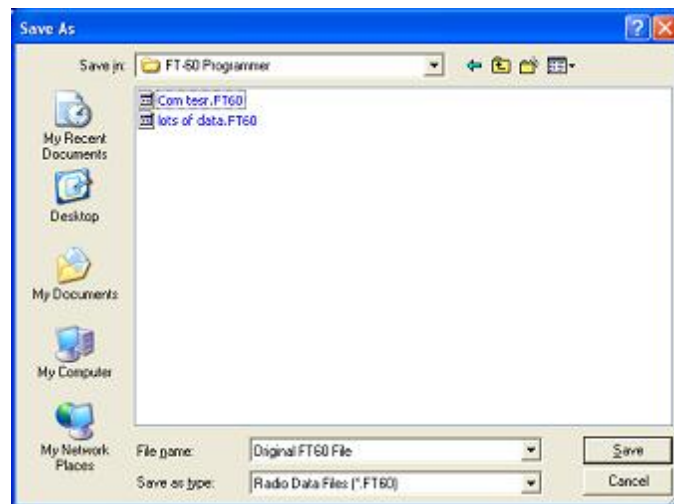 Save As
Save in:
FT-60 Programmer
Com tesr.FT60
lots of data.FT60
My Recent
Documents
Desktop
My Documents
My Computer
My Network
Places
File name:
Original FT60 File
Save
Save as type:
Radio Data Files (*.FT60)
Cancel